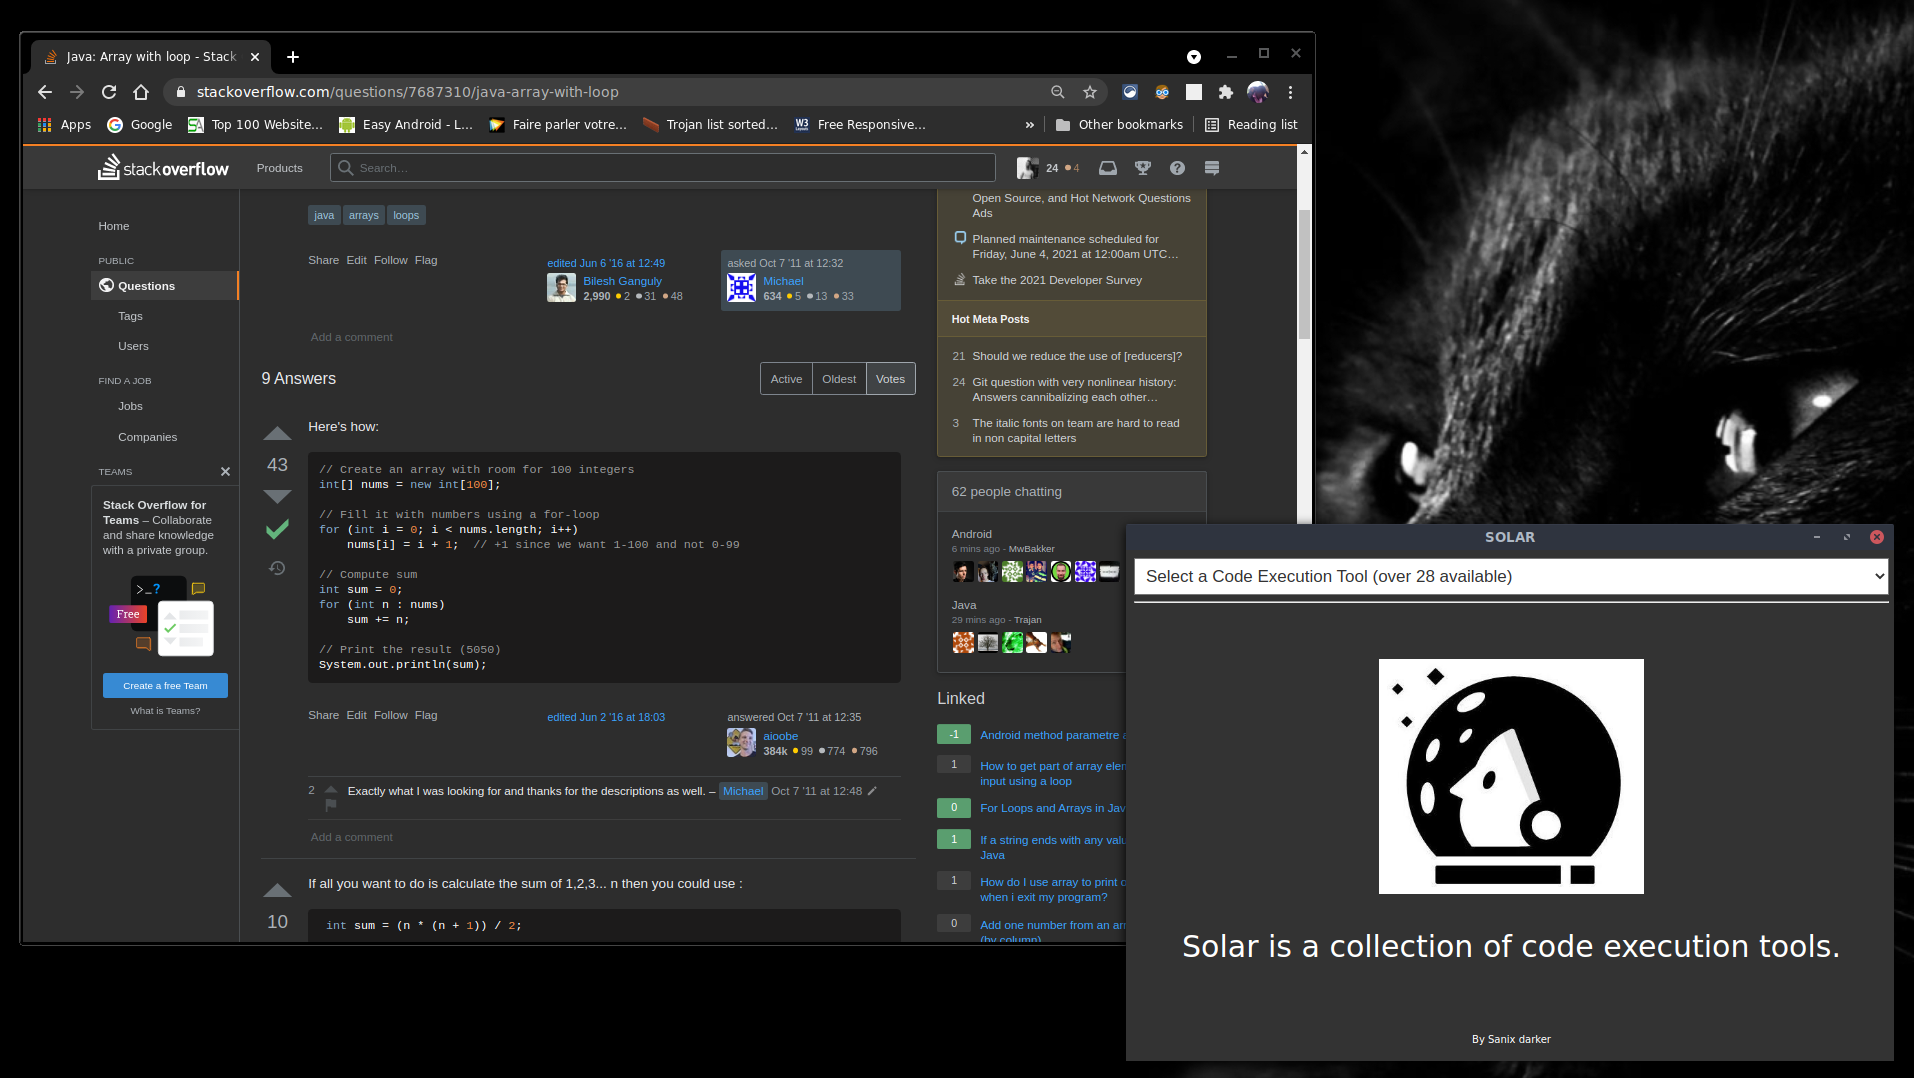 Java: Array with loop - Stack
stackoverflow.com/questions/7687310/java-array-with-loop
Apps
Google
Top 100 Website...
Easy Android - L...
Faire parler votre...
Trojan list sorted...
W3
Free Responsive...
»
Other bookmarks
Reading list
stackoverflow
Products
Search...
24
4
Home
PUBLIC
Questions
Tags
Users
FIND A JOB
Jobs
Companies
TEAMS
Stack Overflow for
Teams – Collaborate
and share knowledge
with a private group.
>_?
Free
Create a free Team
What is Teams?
java arrays loops
Share Edit Follow Flag
edited Jun 6 '16 at 12:49
Bilesh Ganguly
2,990 2 31 48
asked Oct 7 '11 at 12:32
Michael
634 5 13 33
Add a comment
9 Answers
Active Oldest Votes
43
Here's how:
// Create an array with room for 100 integers
int[] nums = new int[100];
// Fill it with numbers using a for-loop
for (int i = 0; i < nums.length; i++)
nums[i] = i + 1;  // +1 since we want 1-100 and not 0-99
// Compute sum
int sum = 0;
for (int n : nums)
sum += n;
// Print the result (5050)
System.out.println(sum);
Share Edit Follow Flag
edited Jun 2 '16 at 18:03
answered Oct 7 '11 at 12:35
aioobe
384k 99 774 796
2
Exactly what I was looking for and thanks for the descriptions as well. – Michael Oct 7 '11 at 12:48
Add a comment
10
If all you want to do is calculate the sum of 1,2,3... n then you could use :
int sum = (n * (n + 1)) / 2;
Open Source, and Hot Network Questions
Ads
Planned maintenance scheduled for
Friday, June 4, 2021 at 12:00am UTC...
Take the 2021 Developer Survey
Hot Meta Posts
21 Should we reduce the use of [reducers]?
24 Git question with very nonlinear history:
Answers cannibalizing each other...
3 The italic fonts on team are hard to read
in non capital letters
62 people chatting
Android
6 mins ago - MwBakker
Java
29 mins ago - Trajan
Linked
-1 Android method parametre
1 How to get part of array
input using a loop
0 For Loops and Arrays in
1 If a string ends with any
Java
1 How do I use array to print
when i exit my program?
0 Add one number from an
(by column)
SOLAR
Select a Code Execution Tool (over 28 available)
Solar is a collection of code execution tools.
By Sanix darker